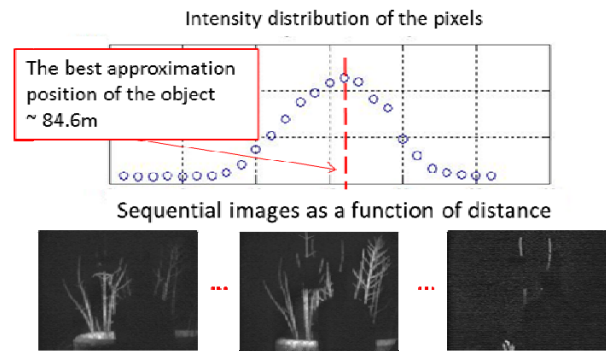 Intensity distribution of the pixels
The best approximation
position of the object
~ 84.6m
Sequential images as a function of distance
...
...